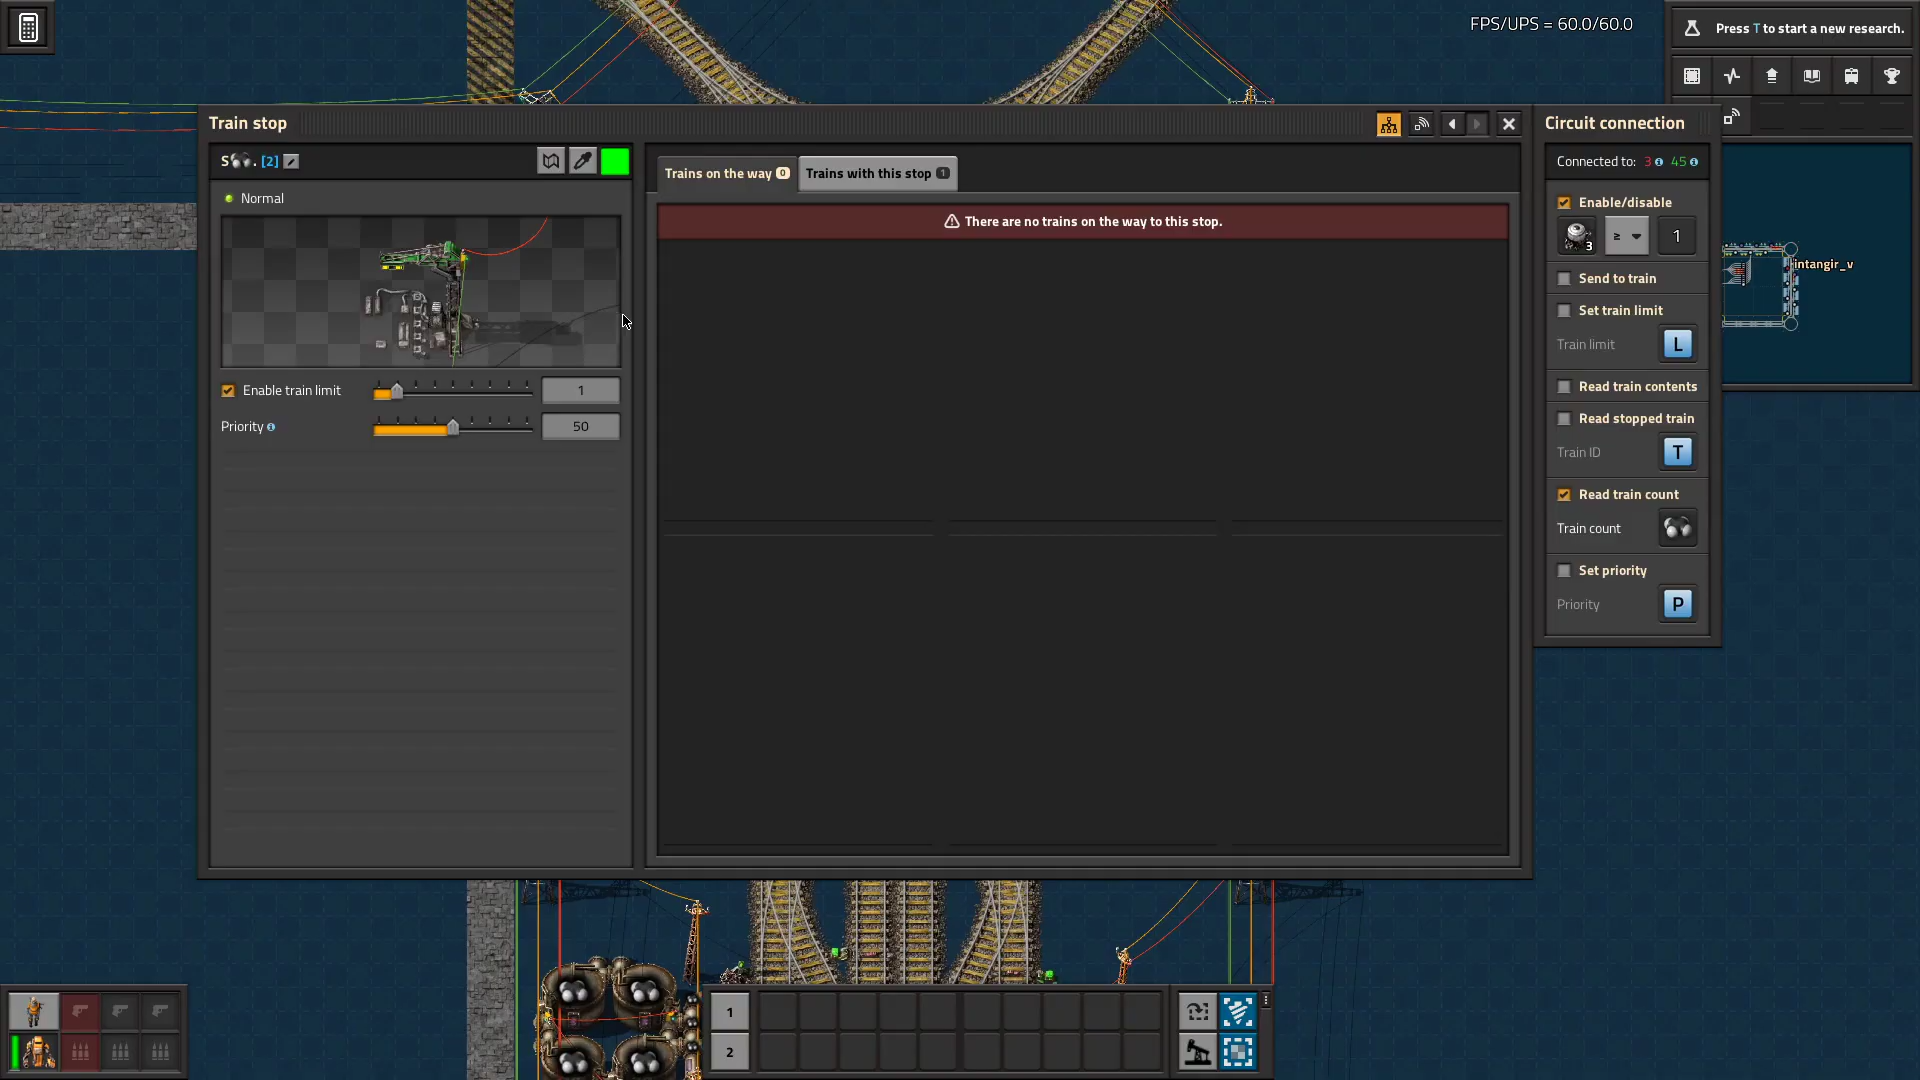 FPS/UPS = 60.0/60.0
Press T to start a new research.
Train stop
S . [2]
Normal
Enable train limit
1
Priority
50
Trains on the way 0
Trains with this stop 1
There are no trains on the way to this stop.
Circuit connection
Connected to: 3 45
Enable/disable
3
≥
1
Send to train
Set train limit
Train limit
L
Read train contents
Read stopped train
Train ID
T
Read train count
Train count
Set priority
Priority
P
intangir_v
1
2